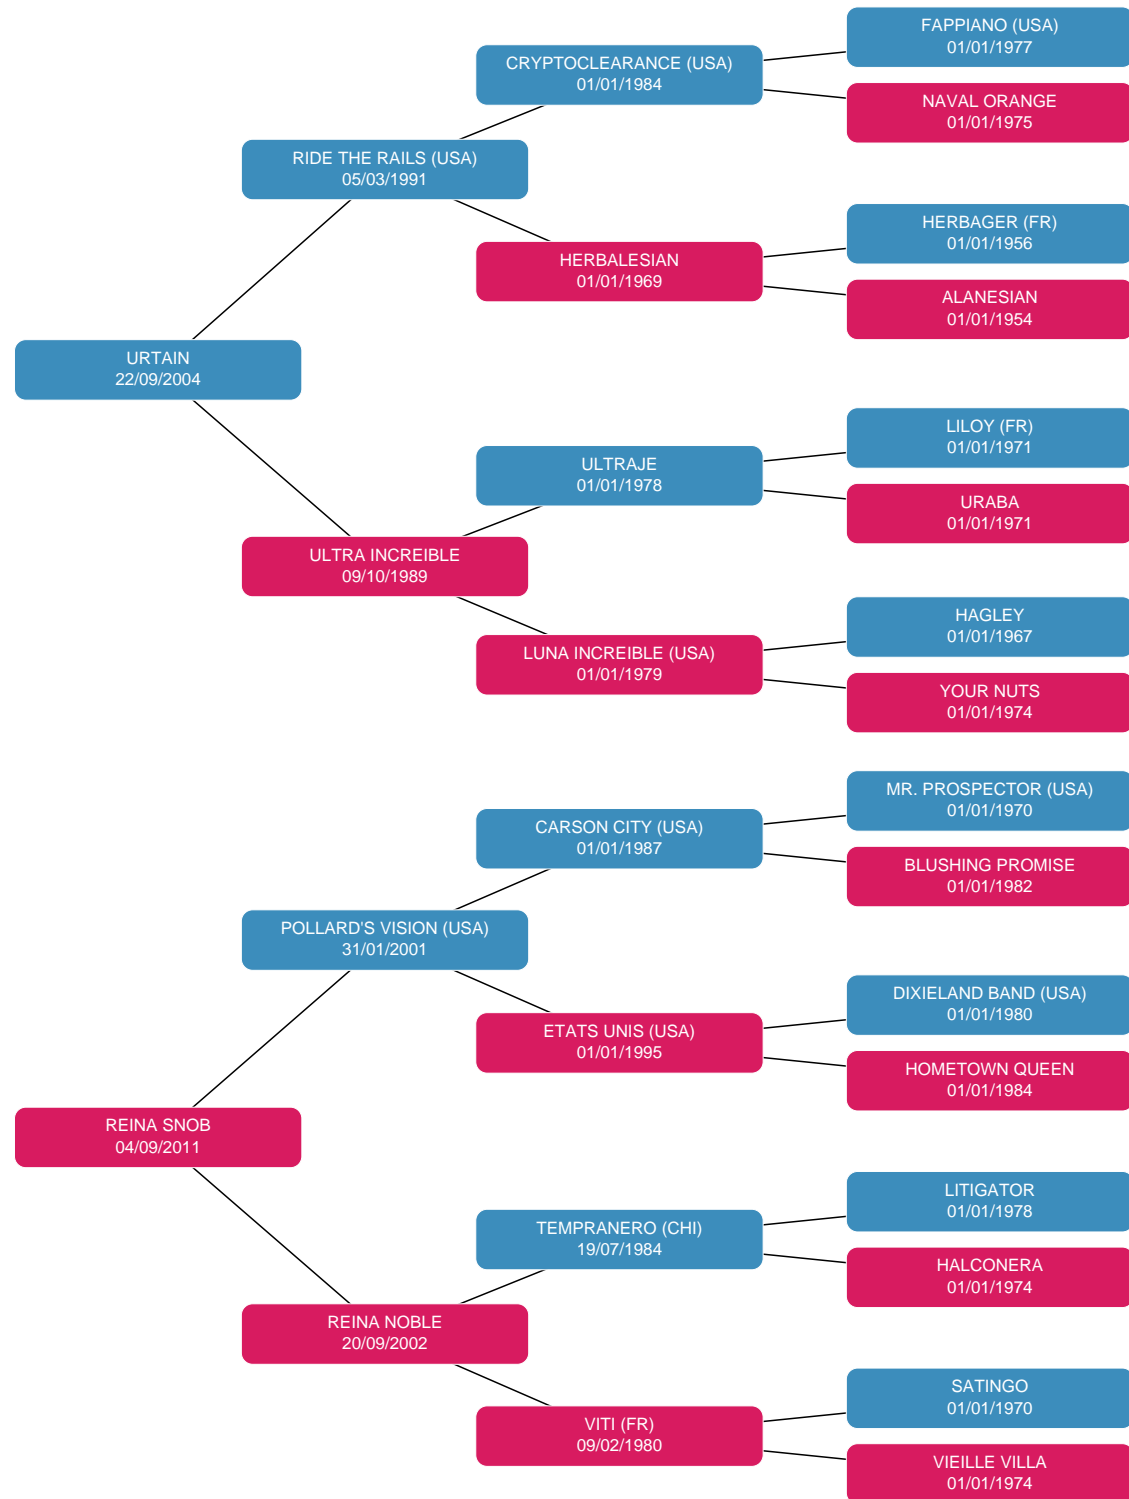 FAPPIANO (USA)
01/01/1977
CRYPTOCLEARANCE (USA)
01/01/1984
NAVAL ORANGE
01/01/1975
RIDE THE RAILS (USA)
05/03/1991
HERBAGER (FR)
01/01/1956
HERBALESIAN
01/01/1969
ALANESIAN
01/01/1954
URTAIN
22/09/2004
LILOY (FR)
01/01/1971
ULTRAJE
01/01/1978
URABA
01/01/1971
ULTRA INCREIBLE
09/10/1989
HAGLEY
01/01/1967
LUNA INCREIBLE (USA)
01/01/1979
YOUR NUTS
01/01/1974
MR. PROSPECTOR (USA)
01/01/1970
CARSON CITY (USA)
01/01/1987
BLUSHING PROMISE
01/01/1982
POLLARD'S VISION (USA)
31/01/2001
DIXIELAND BAND (USA)
01/01/1980
ETATS UNIS (USA)
01/01/1995
HOMETOWN QUEEN
01/01/1984
REINA SNOB
04/09/2011
LITIGATOR
01/01/1978
TEMPRANERO (CHI)
19/07/1984
HALCONERA
01/01/1974
REINA NOBLE
20/09/2002
SATINGO
01/01/1970
VITI (FR)
09/02/1980
VIEILLE VILLA
01/01/1974